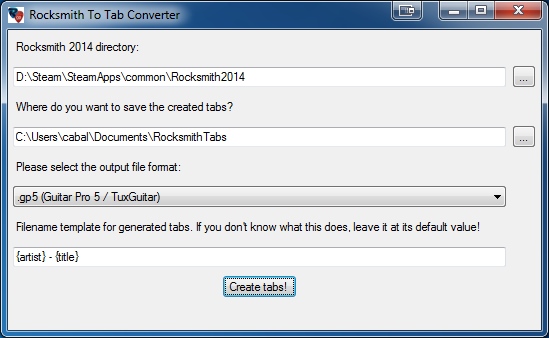 Rocksmith To Tab Converter
Rocksmith 2014 directory:
D:\Steam\SteamApps\common\Rocksmith2014
...
Where do you want to save the created tabs?
C:\Users\cabal\Documents\RocksmithTabs
...
Please select the output file format:
.gp5 (Guitar Pro 5 / TuxGuitar)
Filename template for generated tabs. If you don't know what this does, leave it at its default value!
{artist} - {title}
Create tabs!